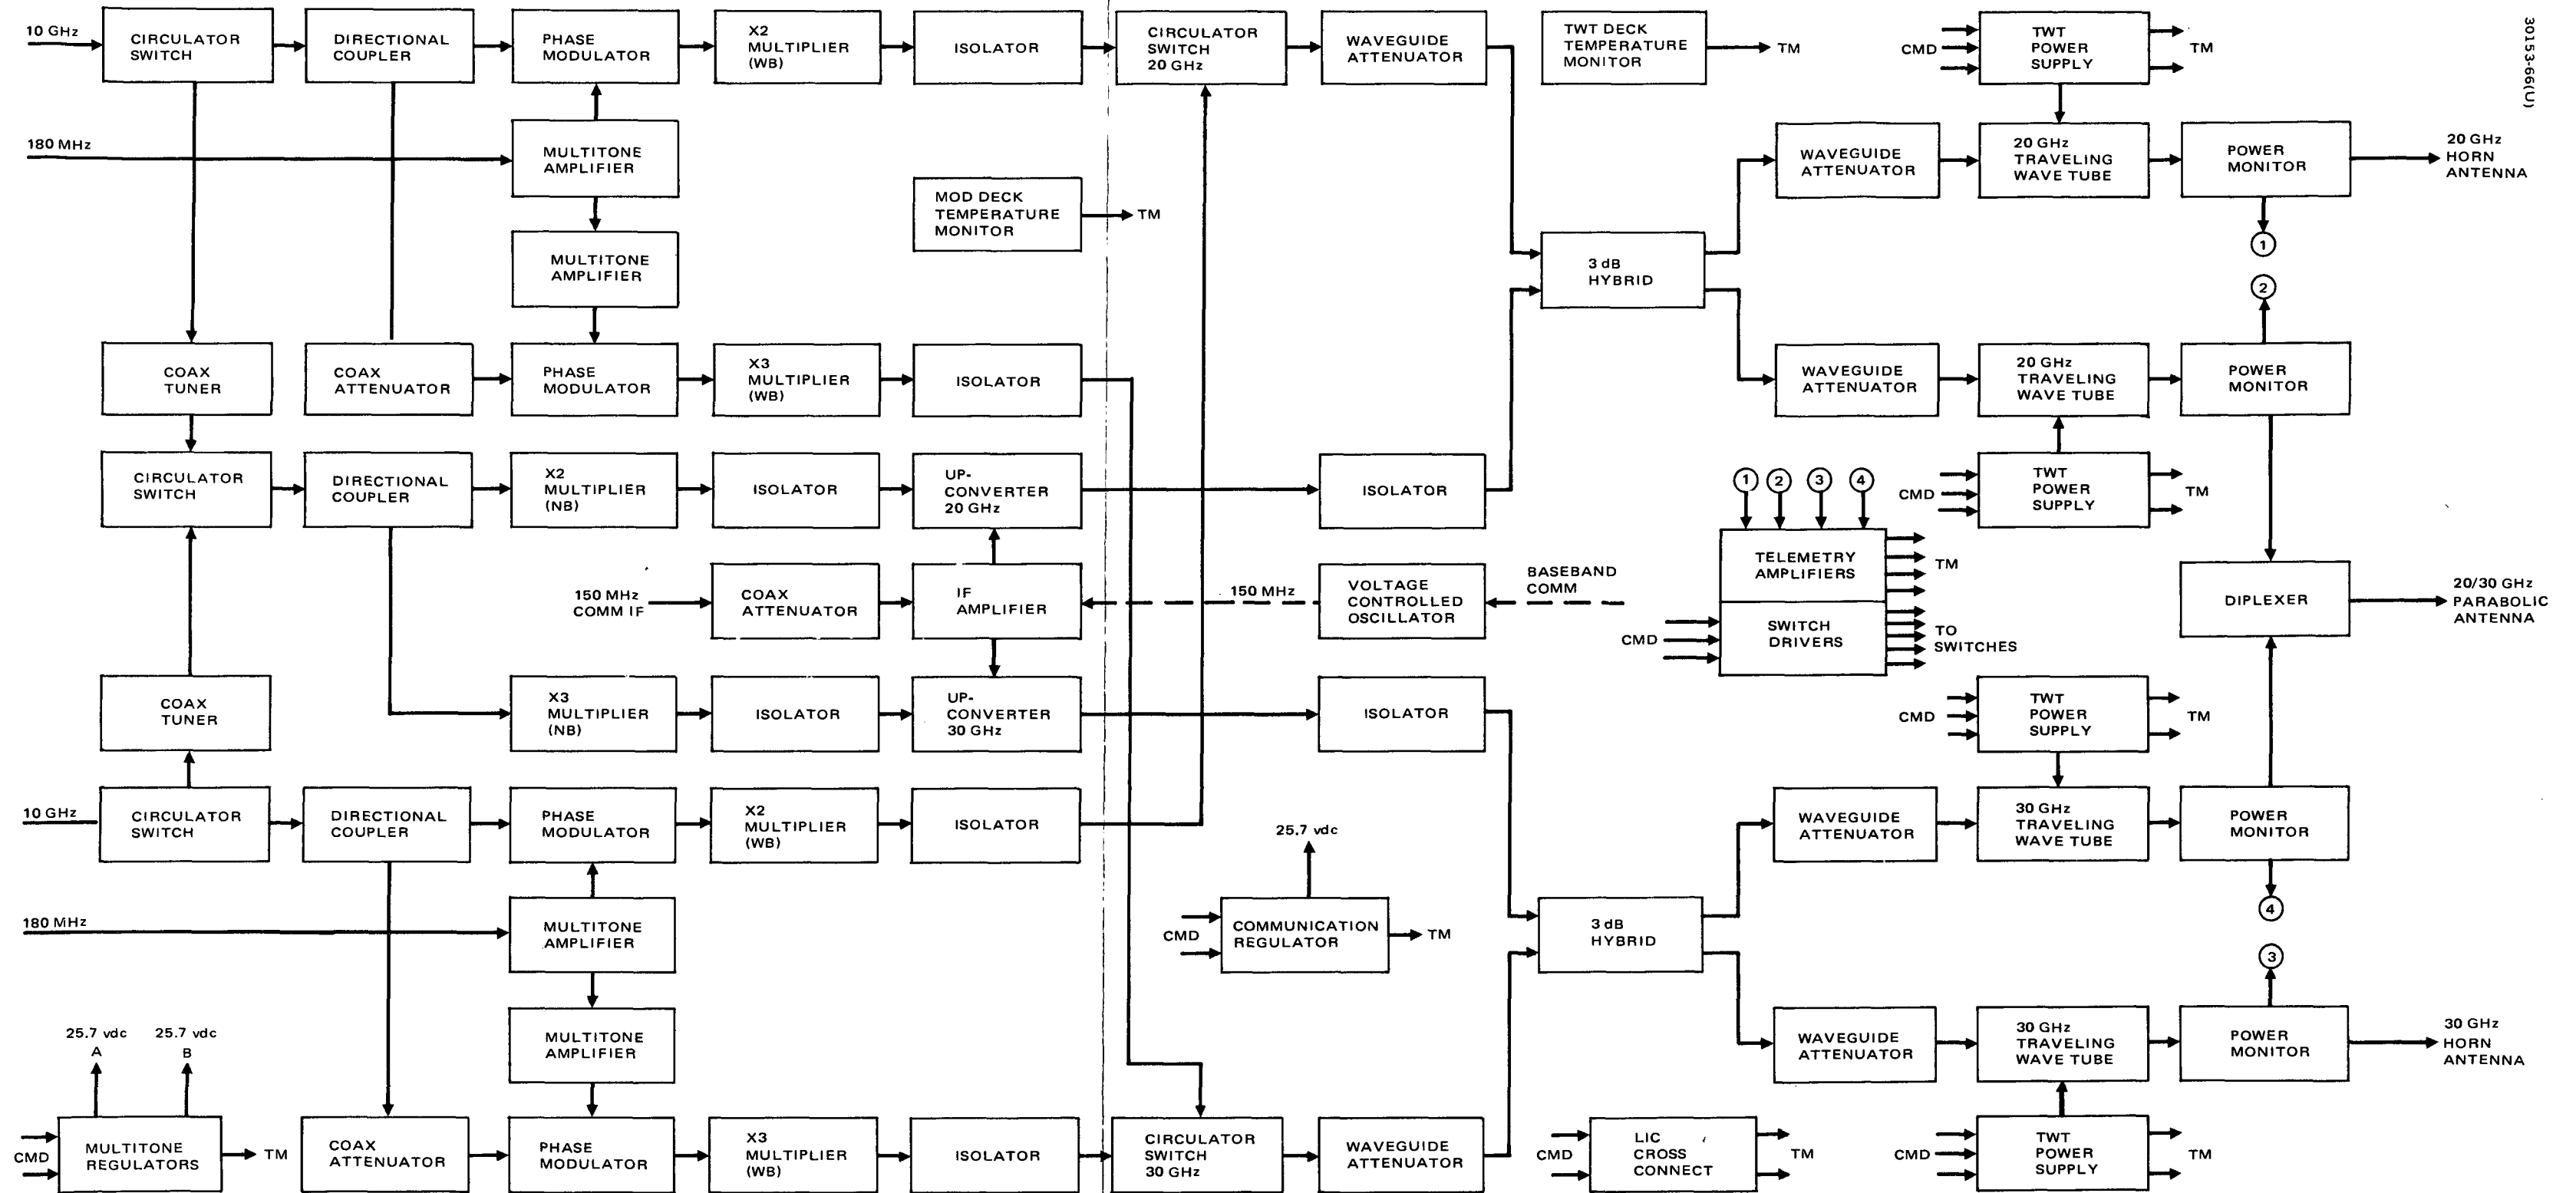 30153-66(U)
10 GHz
CIRCULATOR
SWITCH
DIRECTIONAL
COUPLER
PHASE
MODULATOR
X2
MULTIPLIER
(WB)
ISOLATOR
CIRCULATOR
SWITCH
20 GHz
WAVEGUIDE
ATTENUATOR
TWT DECK
TEMPERATURE
MONITOR
TM
CMD
TWT
POWER
SUPPLY
TM
180 MHz
MULTITONE
AMPLIFIER
WAVEGUIDE
ATTENUATOR
20 GHz
TRAVELING
WAVE TUBE
POWER
MONITOR
20 GHz
HORN
ANTENNA
MOD DECK
TEMPERATURE
MONITOR
TM
1
MULTITONE
AMPLIFIER
3 dB
HYBRID
2
COAX
TUNER
COAX
ATTENUATOR
PHASE
MODULATOR
X3
MULTIPLIER
(WB)
ISOLATOR
WAVEGUIDE
ATTENUATOR
20 GHz
TRAVELING
WAVE TUBE
POWER
MONITOR
CIRCULATOR
SWITCH
DIRECTIONAL
COUPLER
X2
MULTIPLIER
(NB)
ISOLATOR
UP-
CONVERTER
20 GHz
ISOLATOR
1 2 3 4
CMD
TWT
POWER
SUPPLY
TM
150 MHz
COMM IF
COAX
ATTENUATOR
IF
AMPLIFIER
150 MHz
VOLTAGE
CONTROLLED
OSCILLATOR
BASEBAND
COMM
TELEMETRY
AMPLIFIERS
TM
CMD
SWITCH
DRIVERS
TO
SWITCHES
DIPLEXER
20/30 GHz
PARABOLIC
ANTENNA
COAX
TUNER
X3
MULTIPLIER
(NB)
ISOLATOR
UP-
CONVERTER
30 GHz
ISOLATOR
CMD
TWT
POWER
SUPPLY
TM
10 GHz
CIRCULATOR
SWITCH
DIRECTIONAL
COUPLER
PHASE
MODULATOR
X2
MULTIPLIER
(WB)
ISOLATOR
25.7 vdc
WAVEGUIDE
ATTENUATOR
30 GHz
TRAVELING
WAVE TUBE
POWER
MONITOR
4
180 MHz
MULTITONE
AMPLIFIER
CMD
COMMUNICATION
REGULATOR
TM
3 dB
HYBRID
3
25.7 vdc
A
25.7 vdc
B
MULTITONE
AMPLIFIER
WAVEGUIDE
ATTENUATOR
30 GHz
TRAVELING
WAVE TUBE
POWER
MONITOR
30 GHz
HORN
ANTENNA
CMD
MULTITONE
REGULATORS
TM
COAX
ATTENUATOR
PHASE
MODULATOR
X3
MULTIPLIER
(WB)
ISOLATOR
CIRCULATOR
SWITCH
30 GHz
WAVEGUIDE
ATTENUATOR
CMD
LIC
CROSS
CONNECT
TM
CMD
TWT
POWER
SUPPLY
TM